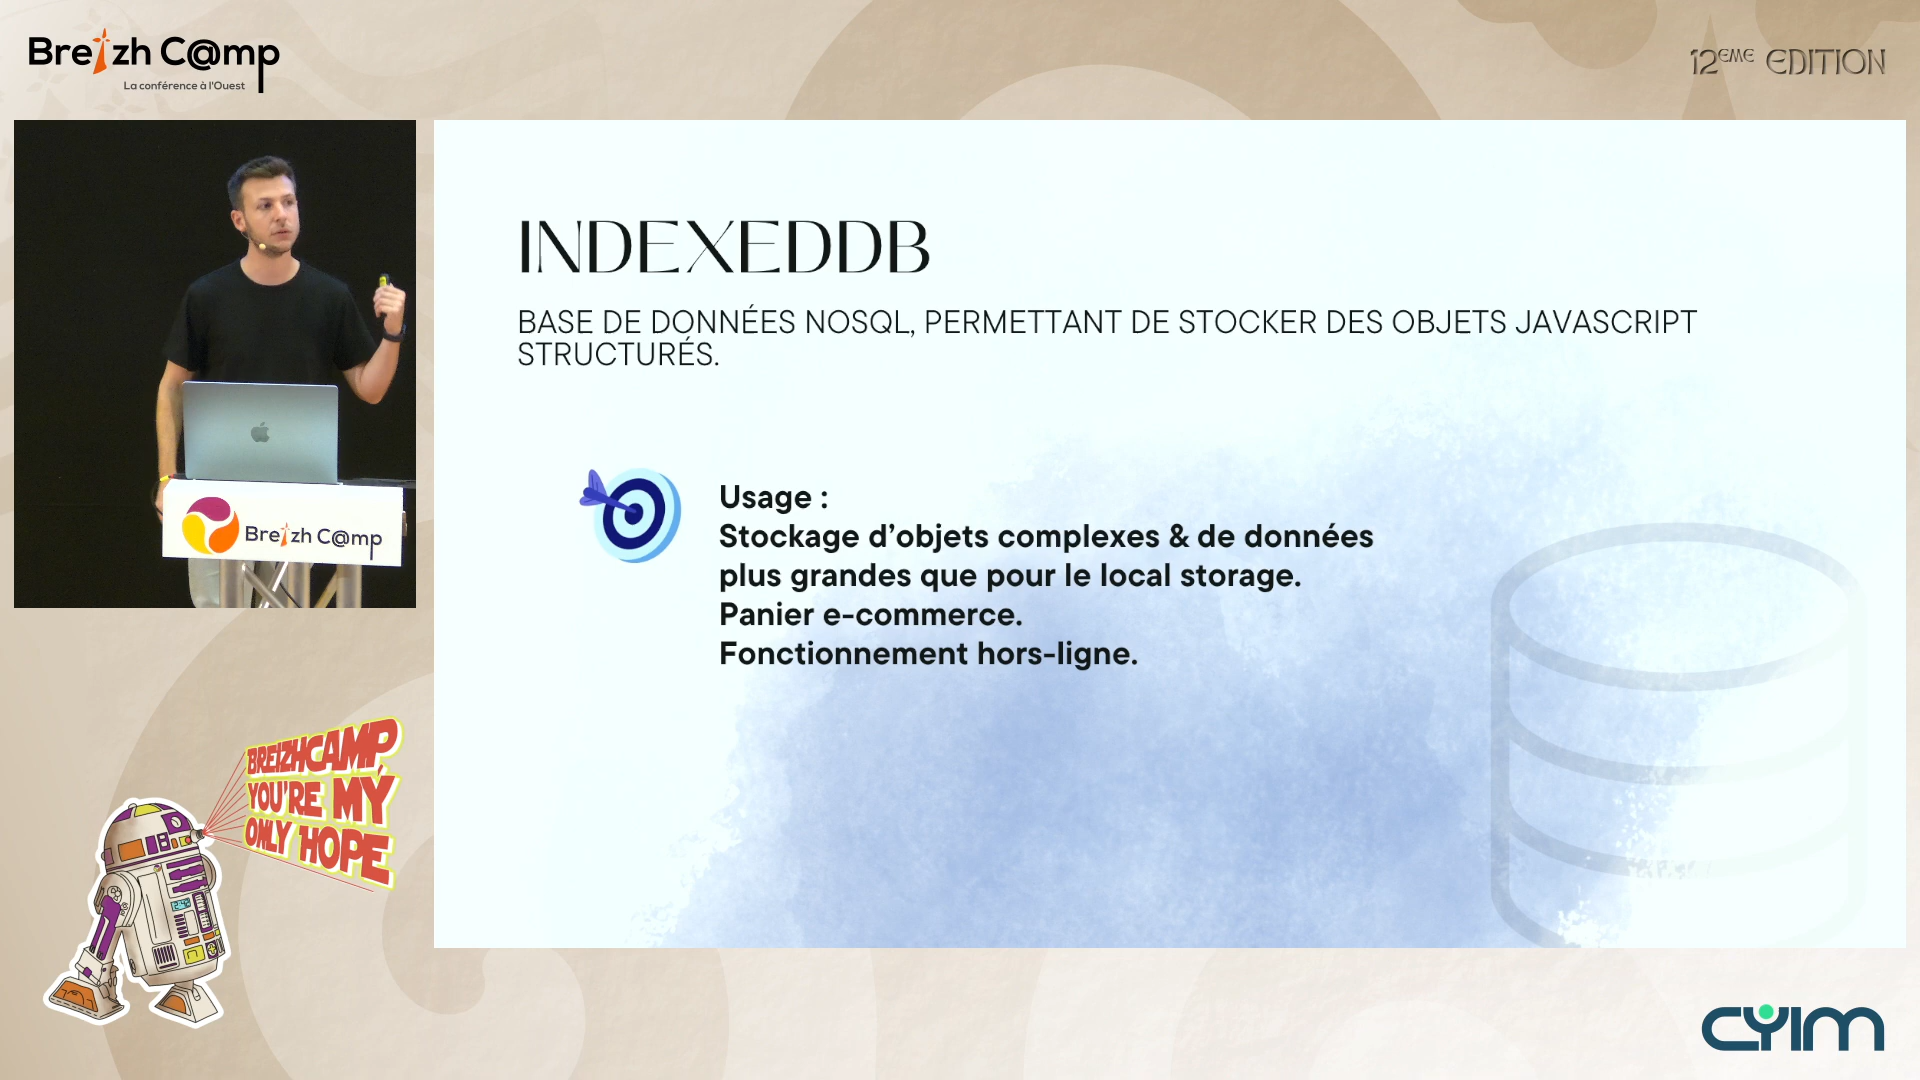 Breizh C@mp
La conférence à l'Ouest
12EME EDITION
INDEXEDDB
BASE DE DONNÉES NOSQL, PERMETTANT DE STOCKER DES OBJETS JAVASCRIPT
STRUCTURÉS.
Usage :
Stockage d’objets complexes & de données
plus grandes que pour le local storage.
Panier e-commerce.
Fonctionnement hors-ligne.
Breizh C@mp
BREIZHCAMP
YOU'RE MY
ONLY HOPE
CYIM